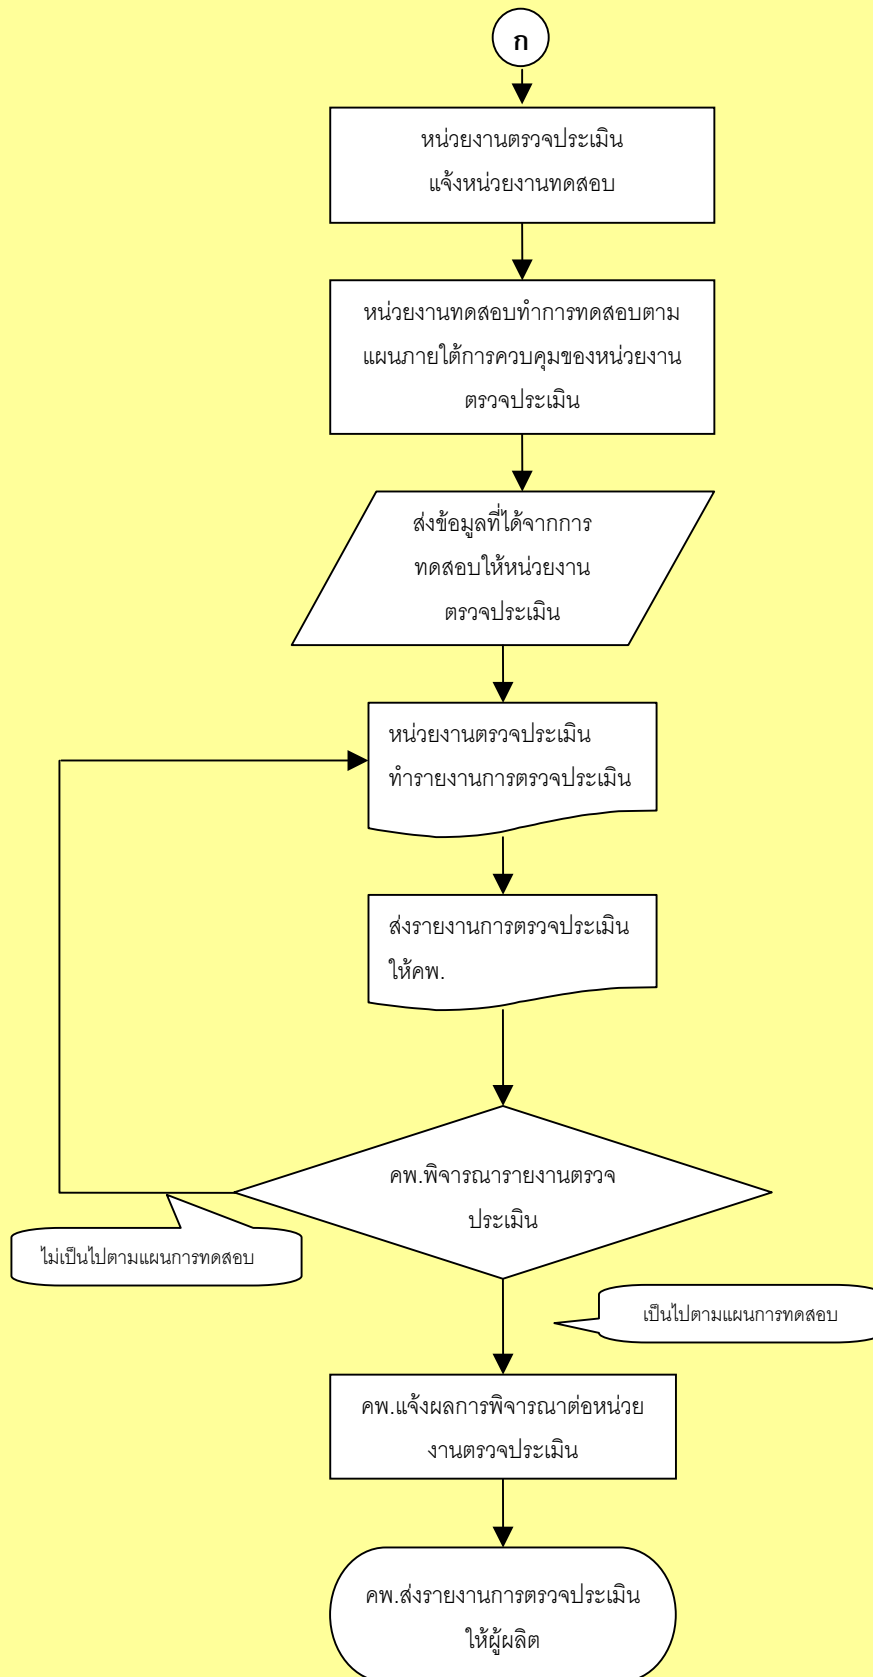 ก
หน่วยงานตรวจประเมิน
แจ้งหน่วยงานทดสอบ
หน่วยงานทดสอบทำการทดสอบตาม
แผนภายใต้การควบคุมของหน่วยงาน
ตรวจประเมิน
ส่งข้อมูลที่ได้จากการ
ทดสอบให้หน่วยงาน
ตรวจประเมิน
หน่วยงานตรวจประเมิน
ทำรายงานการตรวจประเมิน
ส่งรายงานการตรวจประเมิน
ให้คพ.
คพ.พิจารณารายงานตรวจ
ประเมิน
ไม่เป็นไปตามแผนการทดสอบ
เป็นไปตามแผนการทดสอบ
คพ.แจ้งผลการพิจารณาต่อหน่วย
งานตรวจประเมิน
คพ.ส่งรายงานการตรวจประเมิน
ให้ผู้ผลิต